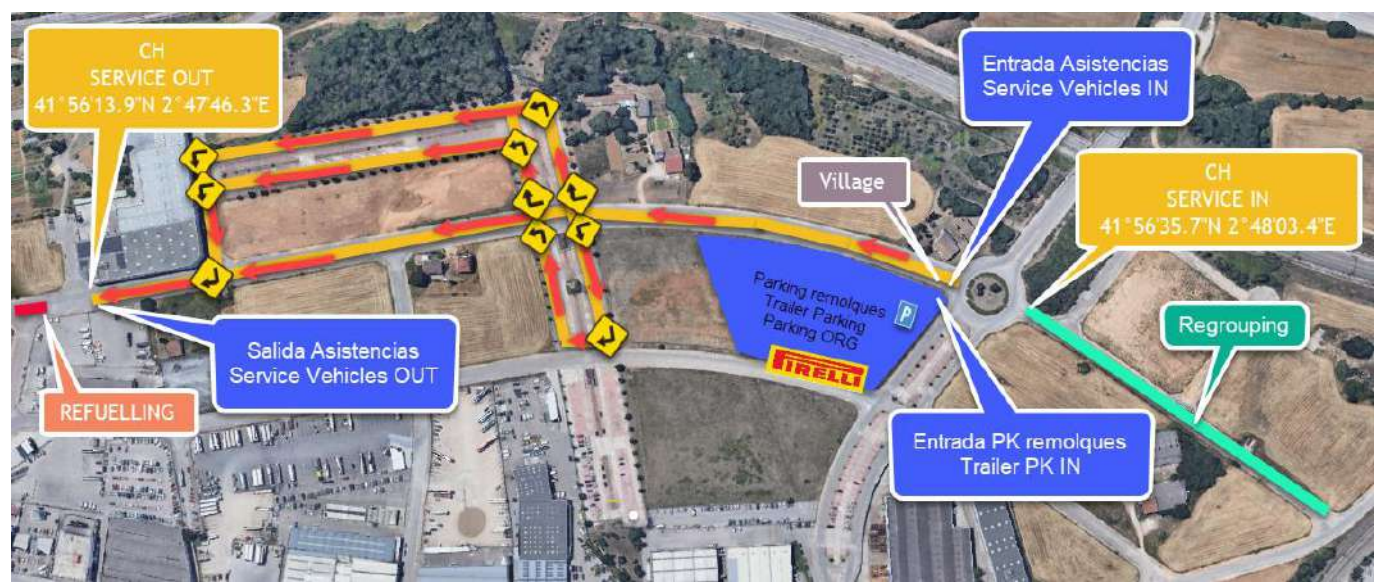 CH
SERVICE OUT
41°56'13.9"N 2°47'46.3"E
Entrada Asistencias
Service Vehicles IN
Village
CH
SERVICE IN
41°56'35.7"N 2°48'03.4"E
Parking remolques
Trailer Parking
Parking ORG
P
PIRELLI
Regrouping
Salida Asistencias
Service Vehicles OUT
REFUELLING
Entrada PK remolques
Trailer PK IN